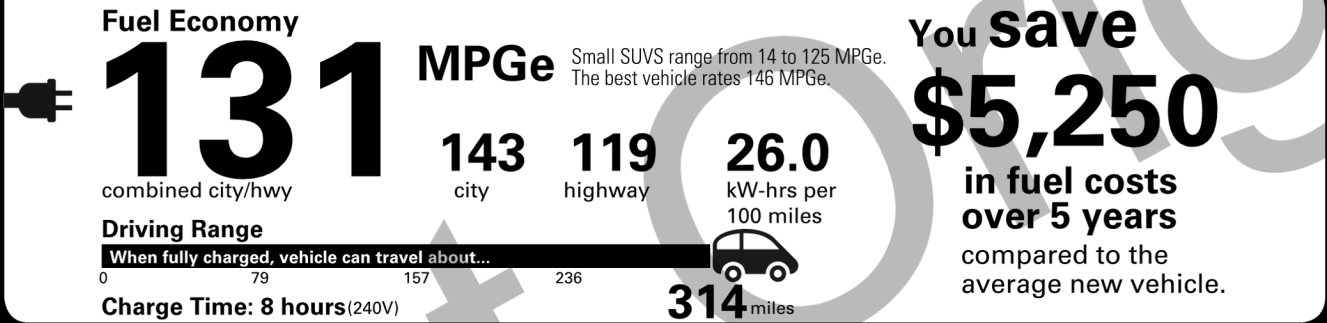 Fuel Economy
131
MPGe
Small SUVS range from 14 to 125 MPGe.
The best vehicle rates 146 MPGe.
combined city/hwy
143
city
119
highway
26.0
kW-hrs per
100 miles
Driving Range
When fully charged, vehicle can travel about...
0 79 157 236
314 miles
Charge Time: 8 hours(240V)
You save
$5,250
in fuel costs
over 5 years
compared to the
average new vehicle.